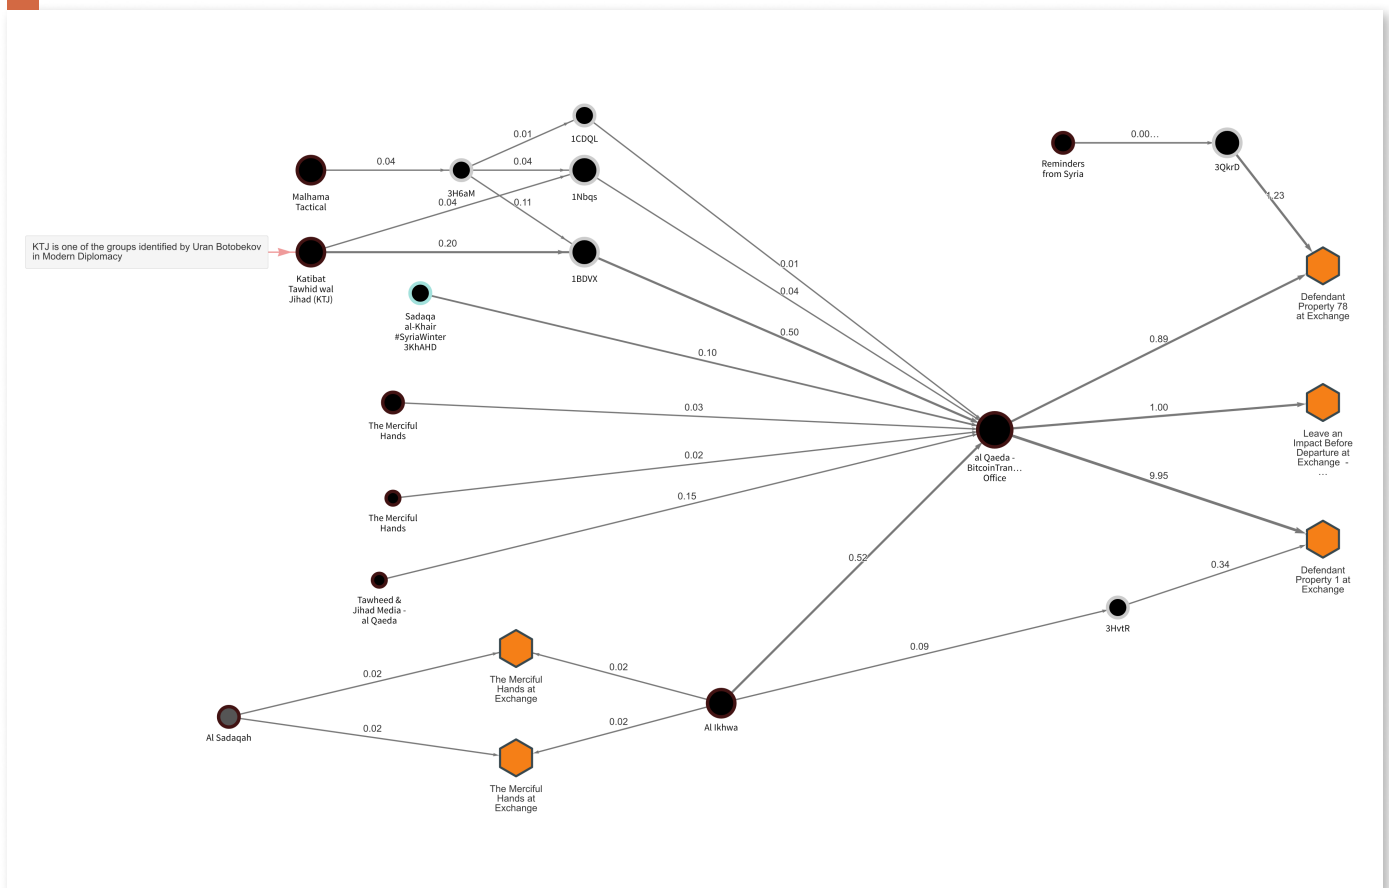 0.01
1CDQL
0.00...
Reminders
from Syria
3QkrD
0.04
0.04
Malhama
Tactical
3H6aM
1Nbqs
1.23
0.04
0.11
KTJ is one of the groups identified by Uran Botobekov
in Modern Diplomacy
0.20
Katibat
Tawhid wal
Jihad (KTJ)
1BDVX
0.01
0.04
0.50
Defendant
Property 78
at Exchange
Sadaqa
al-Khair
#SyriaWinter
3KhAHD
0.10
0.89
0.03
The Merciful
Hands
1.00
Leave an
Impact Before
Departure at
Exchange -
...
0.02
al Qaeda -
BitcoinTran...
Office
9.95
The Merciful
Hands
0.15
0.52
0.34
Defendant
Property 1 at
Exchange
Tawheed &
Jihad Media -
al Qaeda
3HvtR
0.09
0.02
0.02
The Merciful
Hands at
Exchange
Al Sadaqah
Al Ikhwa
0.02
0.02
The Merciful
Hands at
Exchange